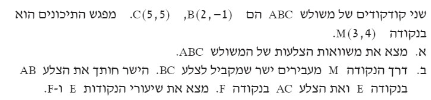 שני קודקודים של משולש ABC הם B(2,−1), C(5,5). מפגש התיכונים הוא
בנקודה M(3,4).
א. מצא את משוואות הצלעות של המשולש ABC.
ב. דרך הנקודה M מעבירים ישר שמקביל לצלע BC. הישר חותך את הצלע AB
בנקודה E ואת הצלע AC בנקודה F. מצא את שיעורי הנקודות E ו-F.